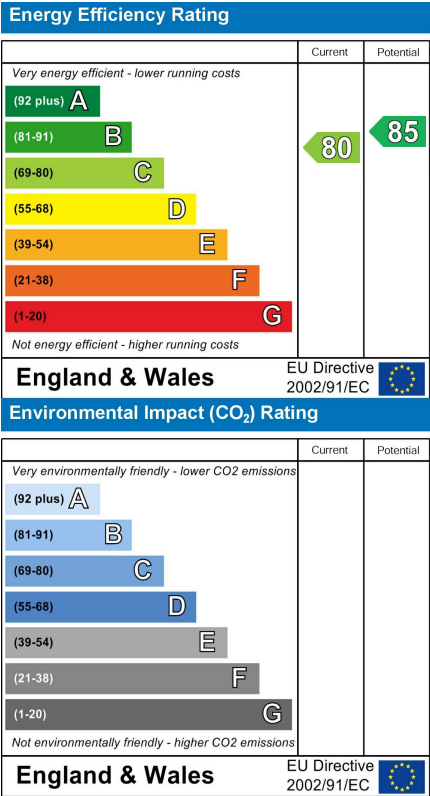 Energy Efficiency Rating
Current Potential
Very energy efficient - lower running costs
(92 plus) A
(81-91) B
(69-80) C
(55-68) D
(39-54) E
(21-38) F
(1-20) G
80
85
Not energy efficient - higher running costs
England & Wales
EU Directive
2002/91/EC
Environmental Impact (CO₂) Rating
Current Potential
Very environmentally friendly - lower CO2 emissions
(92 plus) A
(81-91) B
(69-80) C
(55-68) D
(39-54) E
(21-38) F
(1-20) G
Not environmentally friendly - higher CO2 emissions
England & Wales
EU Directive
2002/91/EC